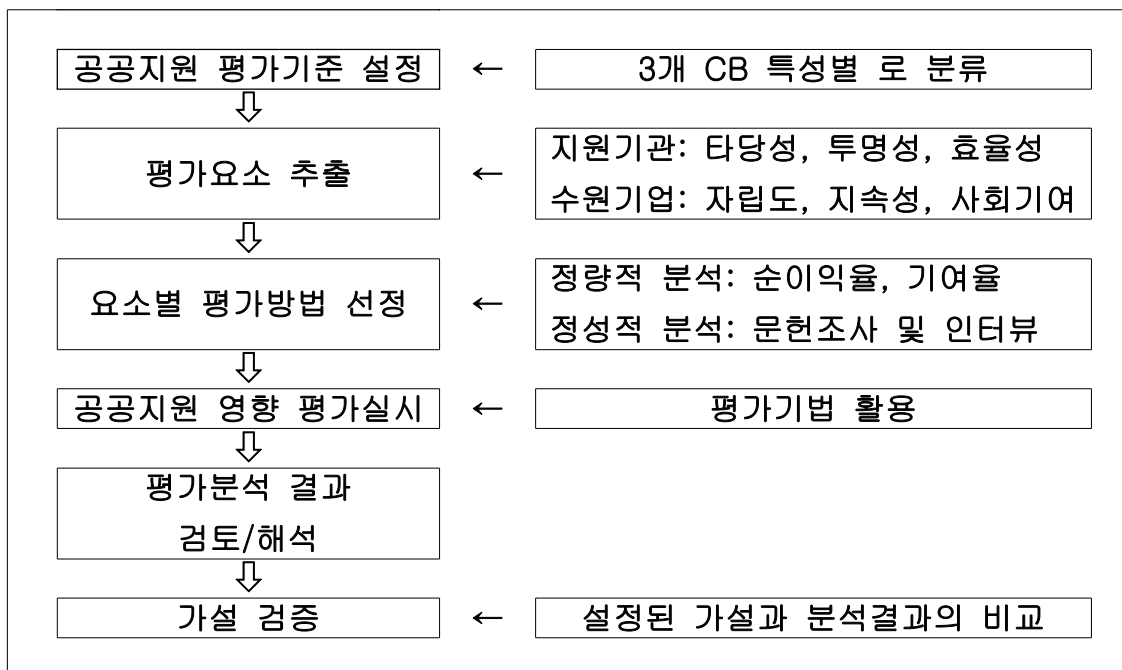 공공지원 평가기준 설정 ← 3개 CB 특성별 로 분류
평가요소 추출 ←
지원기관: 타당성, 투명성, 효율성
수원기업: 자립도, 지속성, 사회기여
요소별 평가방법 선정 ←
정량적 분석: 순이익율, 기여율
정성적 분석: 문헌조사 및 인터뷰
공공지원 영향 평가실시 ← 평가기법 활용
평가분석 결과
검토/해석
가설 검증 ← 설정된 가설과 분석결과의 비교